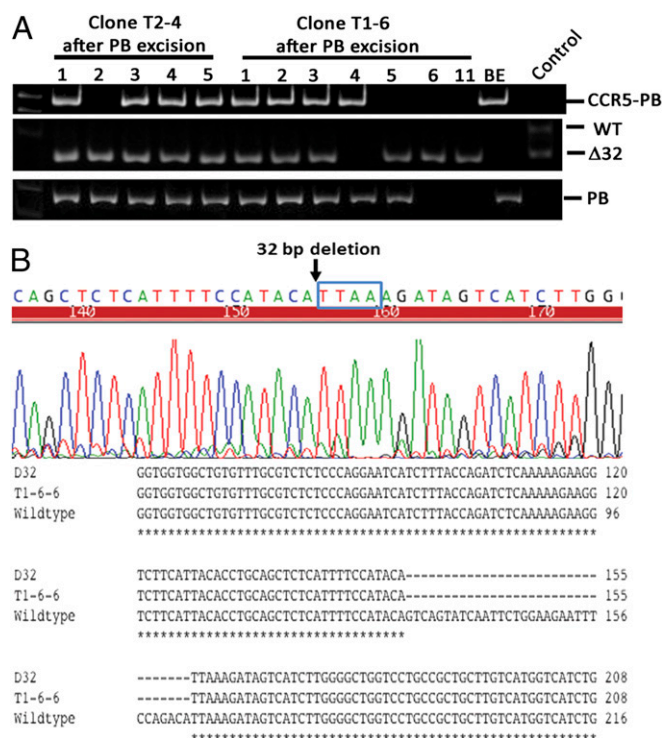 A
Clone T2-4
after PB excision
Clone T1-6
after PB excision
1 2 3 4 5 1 2 3 4 5 6 11 BE Control
CCR5-PB
WT
Δ32
PB
B
32 bp deletion
C A G C T C T C A T T T T C C A T A C A T T A A A G A T A G T C A T C T T G G
140 150 160 170
D32 GGTGGTGGCTGTGTTTGCGTCTCTCCCAGGAATCATCTTTACCAGATCTCAAAAAGAAGG 120
T1-6-6 GGTGGTGGCTGTGTTTGCGTCTCTCCCAGGAATCATCTTTACCAGATCTCAAAAAGAAGG 120
Wildtype GGTGGTGGCTGTGTTTGCGTCTCTCCCAGGAATCATCTTTACCAGATCTCAAAAAGAAGG 96
************************************************************
D32 TCTTCATTACACCTGCAGCTCTCATTTTCCATACA------------------------- 155
T1-6-6 TCTTCATTACACCTGCAGCTCTCATTTTCCATACA------------------------- 155
Wildtype TCTTCATTACACCTGCAGCTCTCATTTTCCATACAGTCAGTATCAATTCTGGAAGAATTT 156
***********************************
D32 -------TTAAAGATAGTCATCTTGGGGCTGGTCCTGCCGCTGCTTGTCATGGTCATCTG 208
T1-6-6 -------TTAAAGATAGTCATCTTGGGGCTGGTCCTGCCGCTGCTTGTCATGGTCATCTG 208
Wildtype CCAGACATTAAAGATAGTCATCTTGGGGCTGGTCCTGCCGCTGCTTGTCATGGTCATCTG 216
*****************************************************